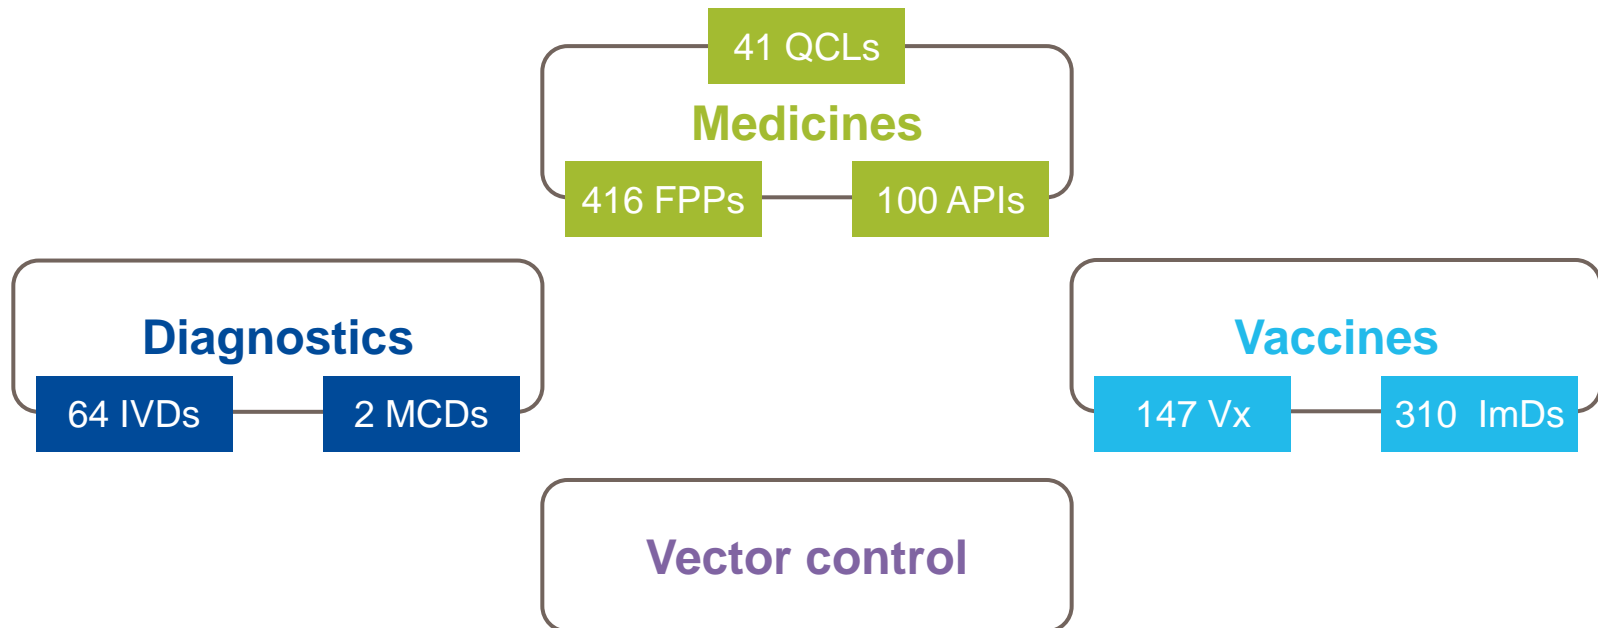 41 QCLs
Medicines
416 FPPs
100 APIs
Diagnostics
64 IVDs
2 MCDs
Vaccines
147 Vx
310 ImDs
Vector control